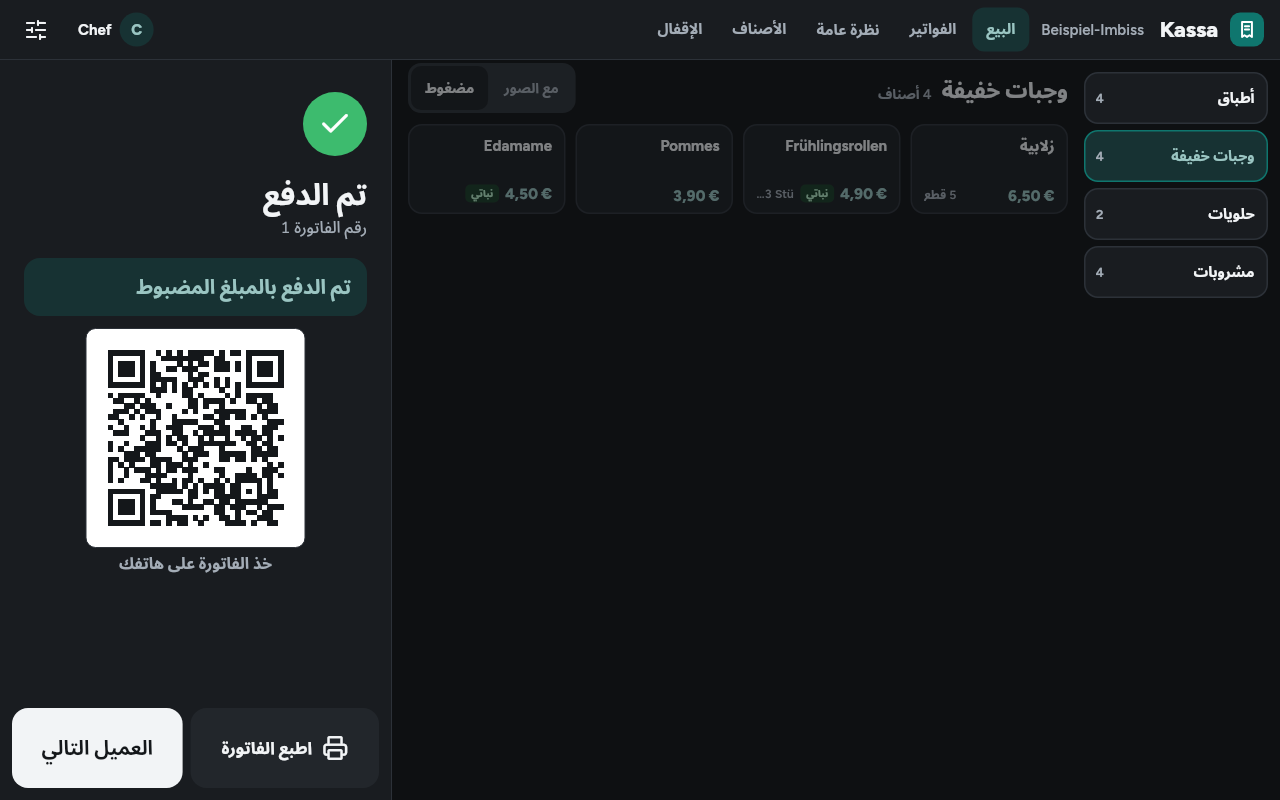 Kassa
Beispiel-Imbiss
البيع
الفواتير
نظرة عامة
الأصناف
الإقفال
C
Chef
أطباق
4
وجبات خفيفة
4
حلويات
2
مشروبات
4
وجبات خفيفة
4 أصناف
مع الصور
مضغوط
زلابية
6,50 €
5 قطع
Frühlingsrollen
4,90 €
نباتي
3 Stü...
Pommes
3,90 €
Edamame
4,50 €
نباتي
تم الدفع
رقم الفاتورة 1
تم الدفع بالمبلغ المضبوط
خذ الفاتورة على هاتفك
اطبع الفاتورة
العميل التالي